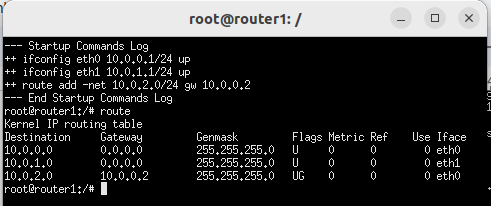 root@router1: /
--- Startup Commands Log
++ ifconfig eth0 10.0.0.1/24 up
++ ifconfig eth1 10.0.1.1/24 up
++ route add -net 10.0.2.0/24 gw 10.0.0.2
--- End Startup Commands Log
root@router1:/# route
Kernel IP routing table
Destination     Gateway         Genmask         Flags Metric Ref    Use Iface
10.0.0.0        0.0.0.0         255.255.255.0   U     0      0        0 eth0
10.0.1.0        0.0.0.0         255.255.255.0   U     0      0        0 eth1
10.0.2.0        10.0.0.2        255.255.255.0   UG    0      0        0 eth0
root@router1:/#